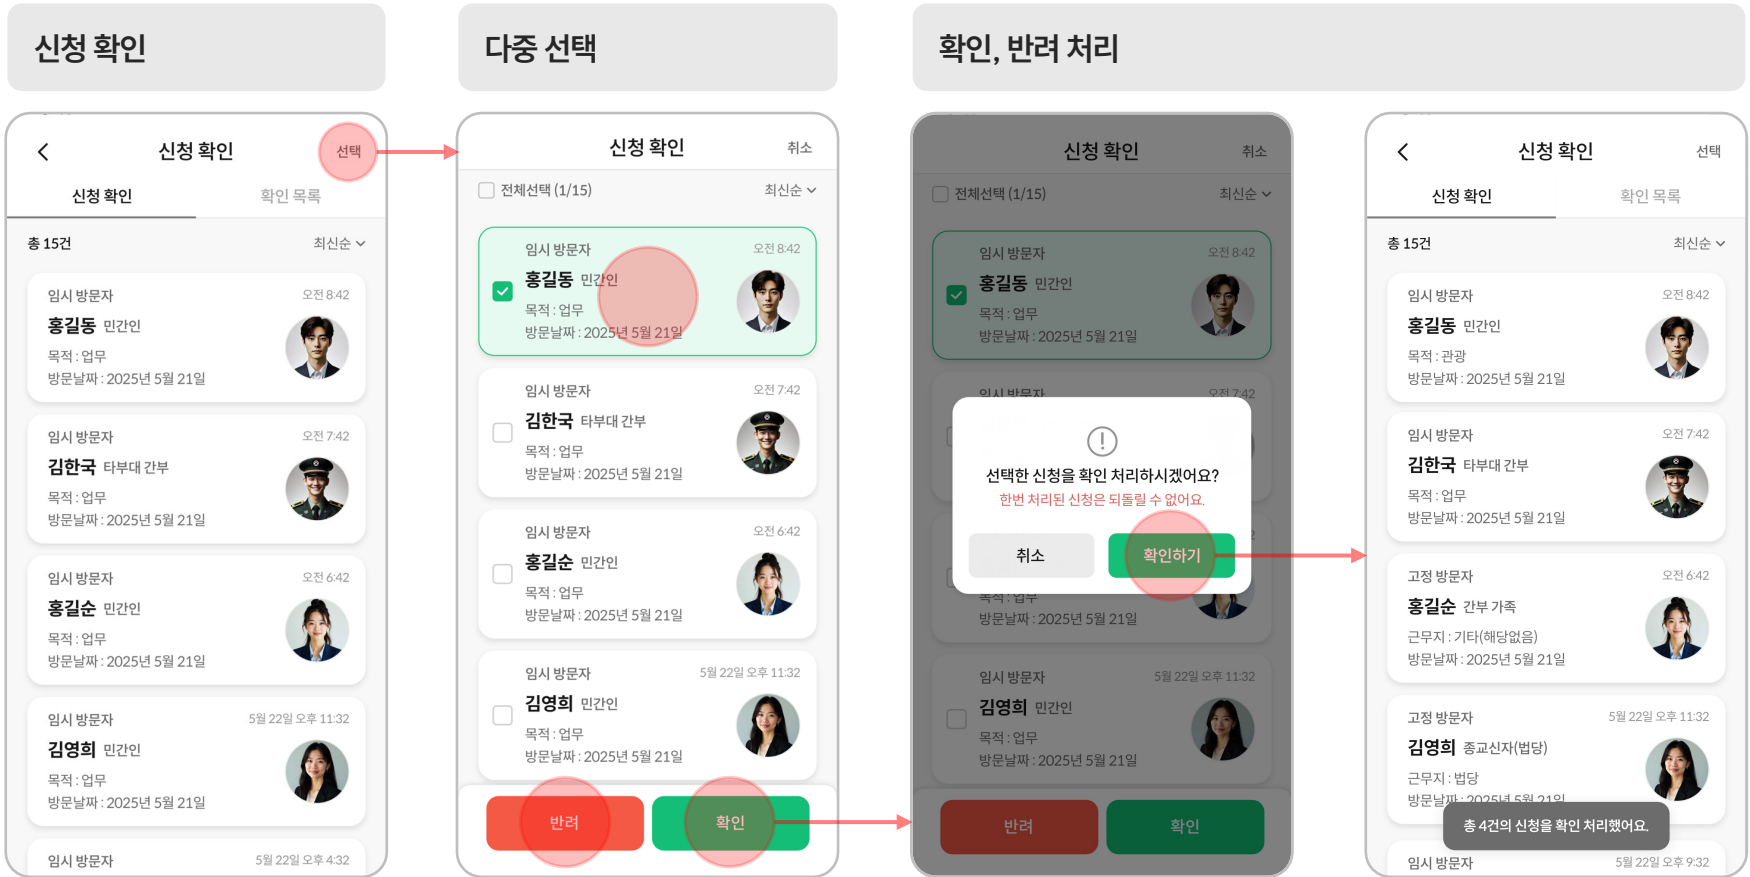 신청 확인
다중 선택
확인, 반려 처리
신청 확인
선택
신청 확인
확인 목록
총 15건
최신순
임시 방문자
오전 8:42
홍길동 민간인
목적 : 업무
방문날짜 : 2025년 5월 21일
임시 방문자
오전 7:42
김한국 타부대 간부
목적 : 업무
방문날짜 : 2025년 5월 21일
임시 방문자
오전 6:42
홍길순 민간인
목적 : 업무
방문날짜 : 2025년 5월 21일
임시 방문자
5월 22일 오후 11:32
김영희 민간인
목적 : 업무
방문날짜 : 2025년 5월 21일
임시 방문자
5월 22일 오후 4:32
신청 확인
취소
전체선택 (1/15)
최신순
임시 방문자
오전 8:42
홍길동 민간인
목적 : 업무
방문날짜 : 2025년 5월 21일
임시 방문자
오전 7:42
김한국 타부대 간부
목적 : 업무
방문날짜 : 2025년 5월 21일
임시 방문자
오전 6:42
홍길순 민간인
목적 : 업무
방문날짜 : 2025년 5월 21일
임시 방문자
5월 22일 오후 11:32
김영희 민간인
목적 : 업무
방문날짜 : 2025년 5월 21일
반려
확인
신청 확인
취소
전체선택 (1/15)
최신순
임시 방문자
오전 8:42
홍길동 민간인
목적 : 업무
방문날짜 : 2025년 5월 21일
임시 방문자
오전 7:42
선택한 신청을 확인 처리하시겠어요?
한번 처리된 신청은 되돌릴 수 없어요.
취소
확인하기
목적 : 업무
방문날짜 : 2025년 5월 21일
임시 방문자
5월 22일 오후 11:32
김영희 민간인
목적 : 업무
방문날짜 : 2025년 5월 21일
반려
확인
신청 확인
선택
신청 확인
확인 목록
총 15건
최신순
임시 방문자
오전 8:42
홍길동 민간인
목적 : 관광
방문날짜 : 2025년 5월 21일
임시 방문자
오전 7:42
김한국 타부대 간부
목적 : 업무
방문날짜 : 2025년 5월 21일
고정 방문자
오전 6:42
홍길순 간부 가족
근무지 : 기타(해당없음)
방문날짜 : 2025년 5월 21일
고정 방문자
5월 22일 오후 11:32
김영희 종교신자(법당)
근무지 : 법당
방문날짜 : 2025년 5월 21일
총 4건의 신청을 확인 처리했어요.
임시 방문자
5월 22일 오후 9:32